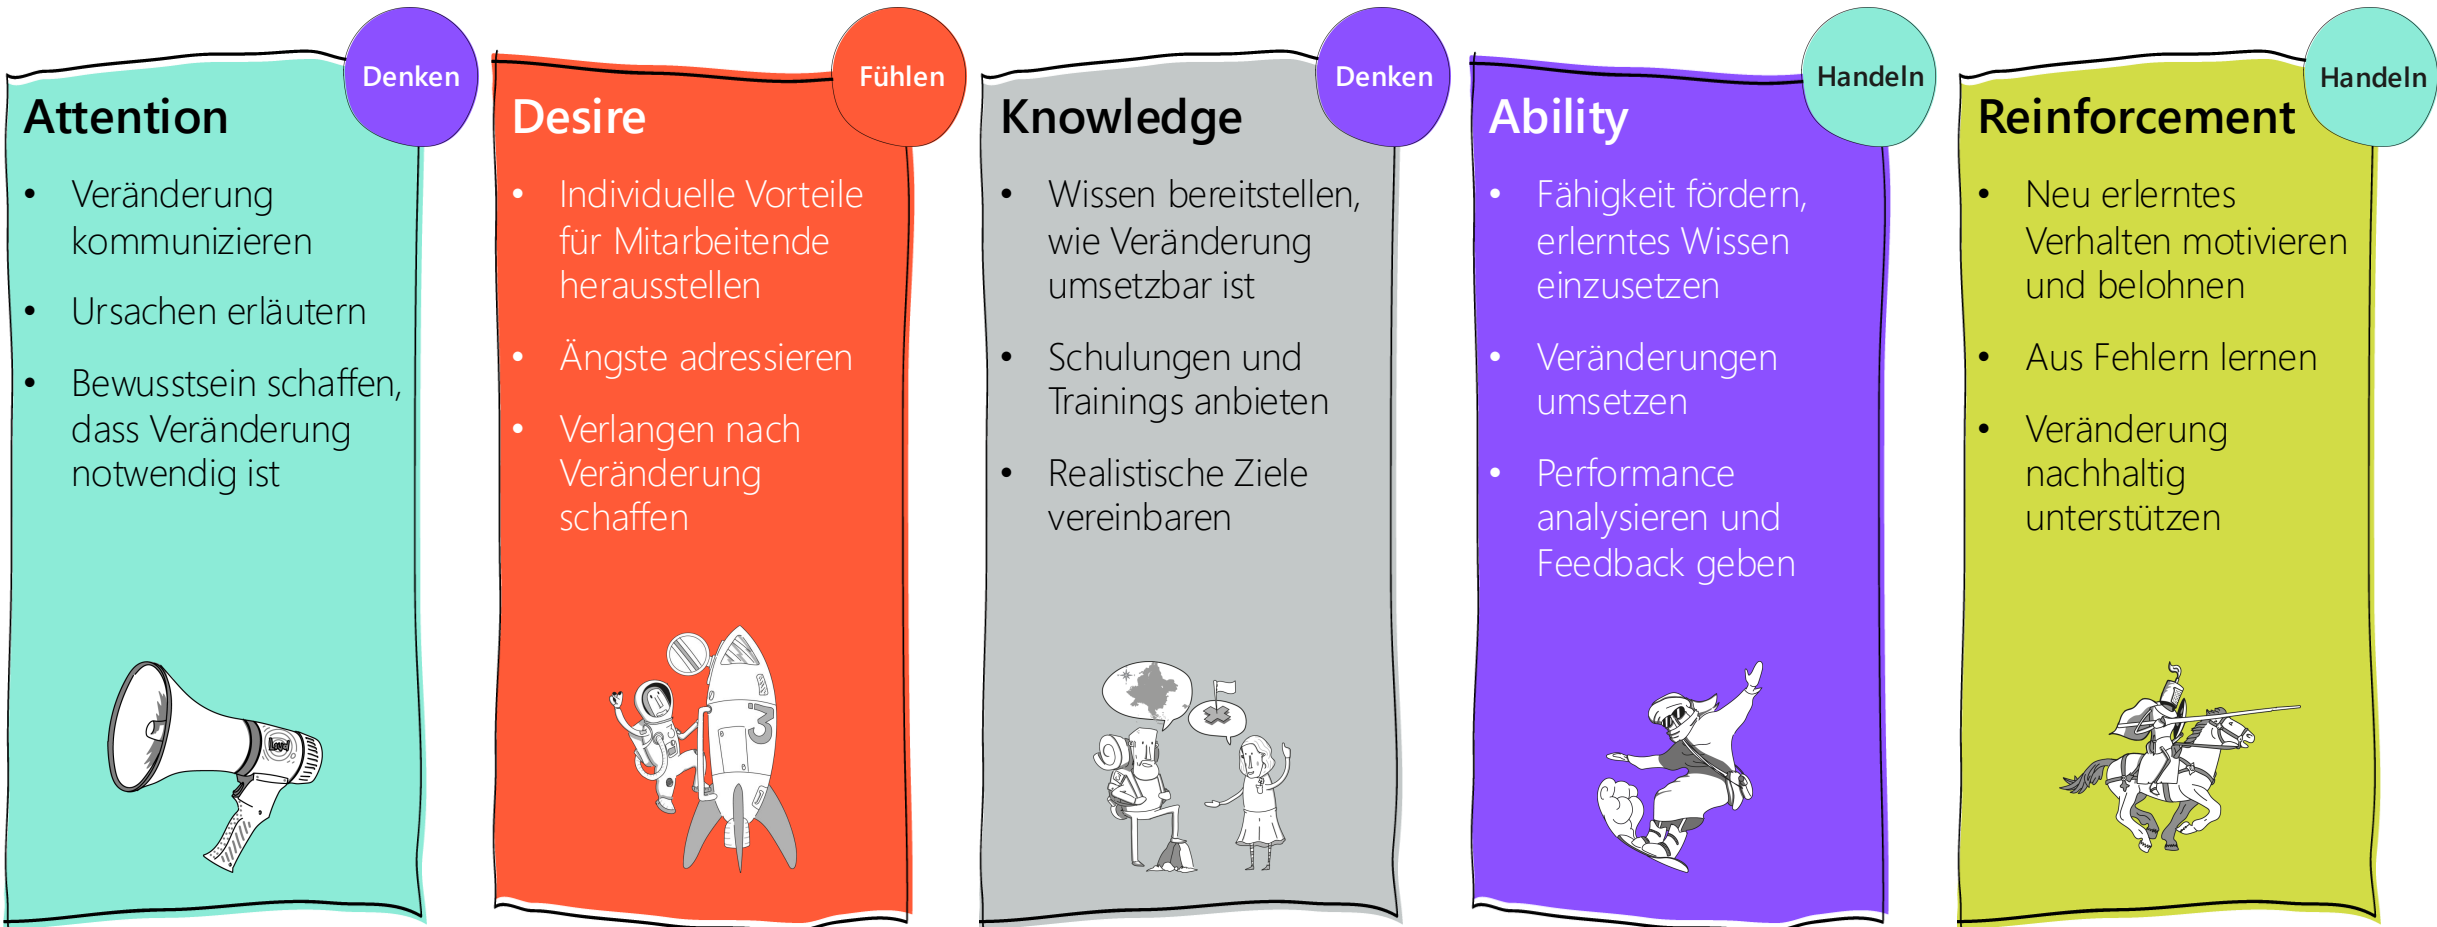 Denken
Attention
• Veränderung
kommunizieren
• Ursachen erläutern
• Bewusstsein schaffen,
dass Veränderung
notwendig ist
Lloyd
Fühlen
Desire
• Individuelle Vorteile
für Mitarbeitende
herausstellen
• Ängste adressieren
• Verlangen nach
Veränderung
schaffen
Denken
Knowledge
• Wissen bereitstellen,
wie Veränderung
umsetzbar ist
• Schulungen und
Trainings anbieten
• Realistische Ziele
vereinbaren
Handeln
Ability
• Fähigkeit fördern,
erlerntes Wissen
einzusetzen
• Veränderungen
umsetzen
• Performance
analysieren und
Feedback geben
Handeln
Reinforcement
• Neu erlerntes
Verhalten motivieren
und belohnen
• Aus Fehlern lernen
• Veränderung
nachhaltig
unterstützen